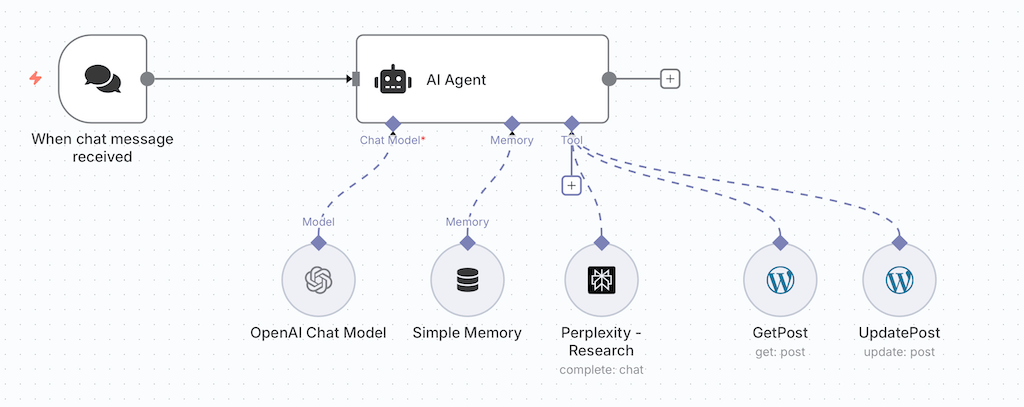 AI Agent
When chat message
received
Chat Model*
Memory
Tool
Model
Memory
OpenAI Chat Model
Simple Memory
Perplexity -
Research
complete: chat
GetPost
get: post
UpdatePost
update: post